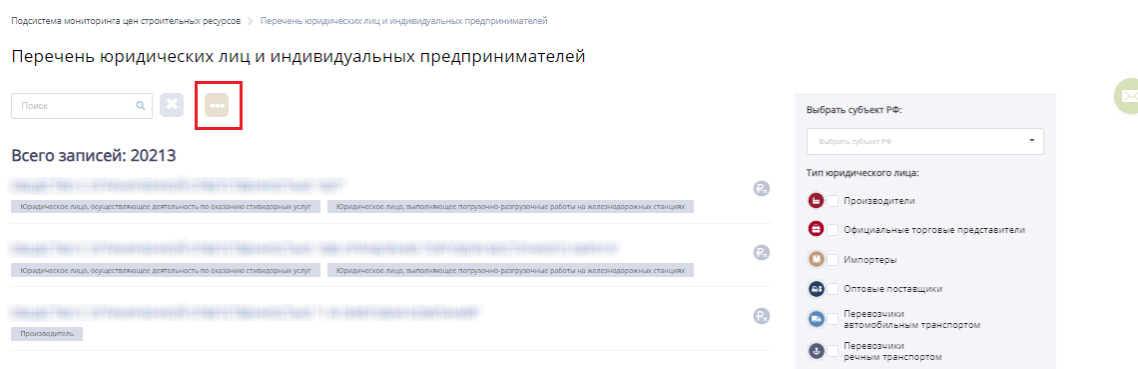 Подсистема мониторинга цен строительных ресурсов > Перечень юридических лиц и индивидуальных предпринимателей
Перечень юридических лиц и индивидуальных предпринимателей
Поиск
Всего записей: 20213
Юридическое лицо, осуществляющее деятельность по оказанию стивидорных услуг Юридическое лицо, выполняющее погрузочно-разгрузочные работы на железнодорожных станциях
Юридическое лицо, осуществляющее деятельность по оказанию стивидорных услуг Юридическое лицо, выполняющее погрузочно-разгрузочные работы на железнодорожных станциях
Производитель
Выбрать субъект РФ:
Выбрать субъект РФ
Тип юридического лица:
Производители
Официальные торговые представители
Импортеры
Оптовые поставщики
Перевозчики
автомобильным транспортом
Перевозчики
речным транспортом